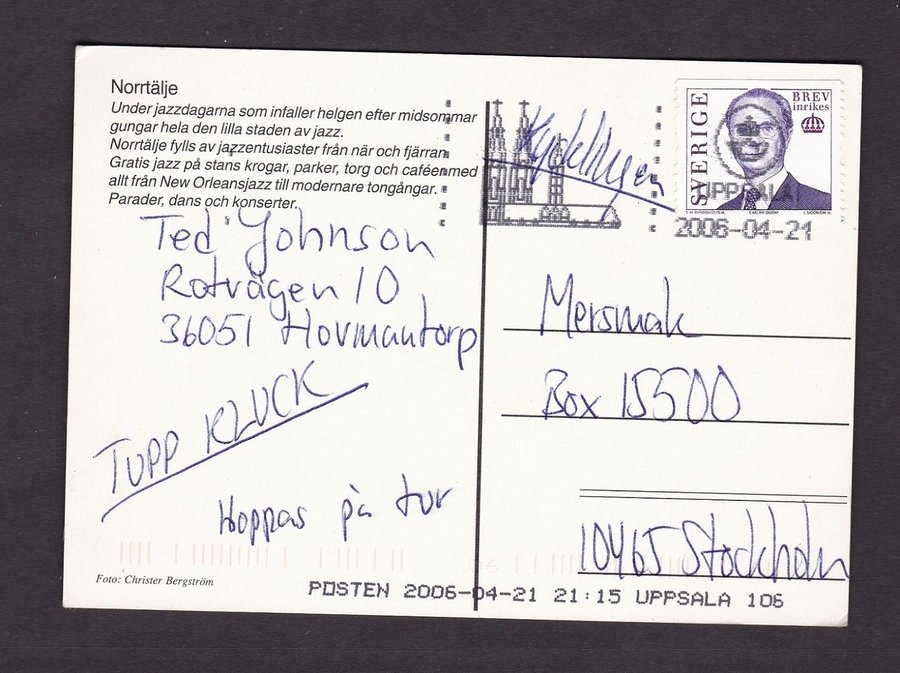 Norrtälje
Under jazzdagarna som infaller helgen efter midsommar
gungar hela den lilla staden av jazz.
Norrtälje fylls av jazzentusiaster från när och fjärran.
Gratis jazz på stans krogar, parker, torg och caféer med
allt från New Orleansjazz till modernare tongångar.
Parader, dans och konserter.
Ted Johnson
Rotvägen 10
36051 Hovmantorp
TUPP KLUCK
Hoppas på tur
Foto: Christer Bergström
SVERIGE
BREV
inrikes
UPPSALA
2006-04-21
Kycklingen
Mersmak
Box 15500
10465 Stockholm
POSTEN 2006-04-21 21:15 UPPSALA 106